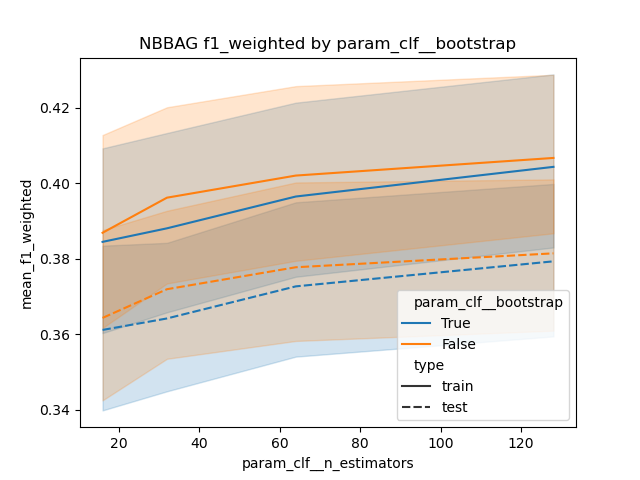 NBBAG f1_weighted by param_clf__bootstrap
mean_f1_weighted
0.42
0.40
0.38
0.36
0.34
20 40 60 80 100 120
param_clf__n_estimators
param_clf__bootstrap
True
False
type
train
test